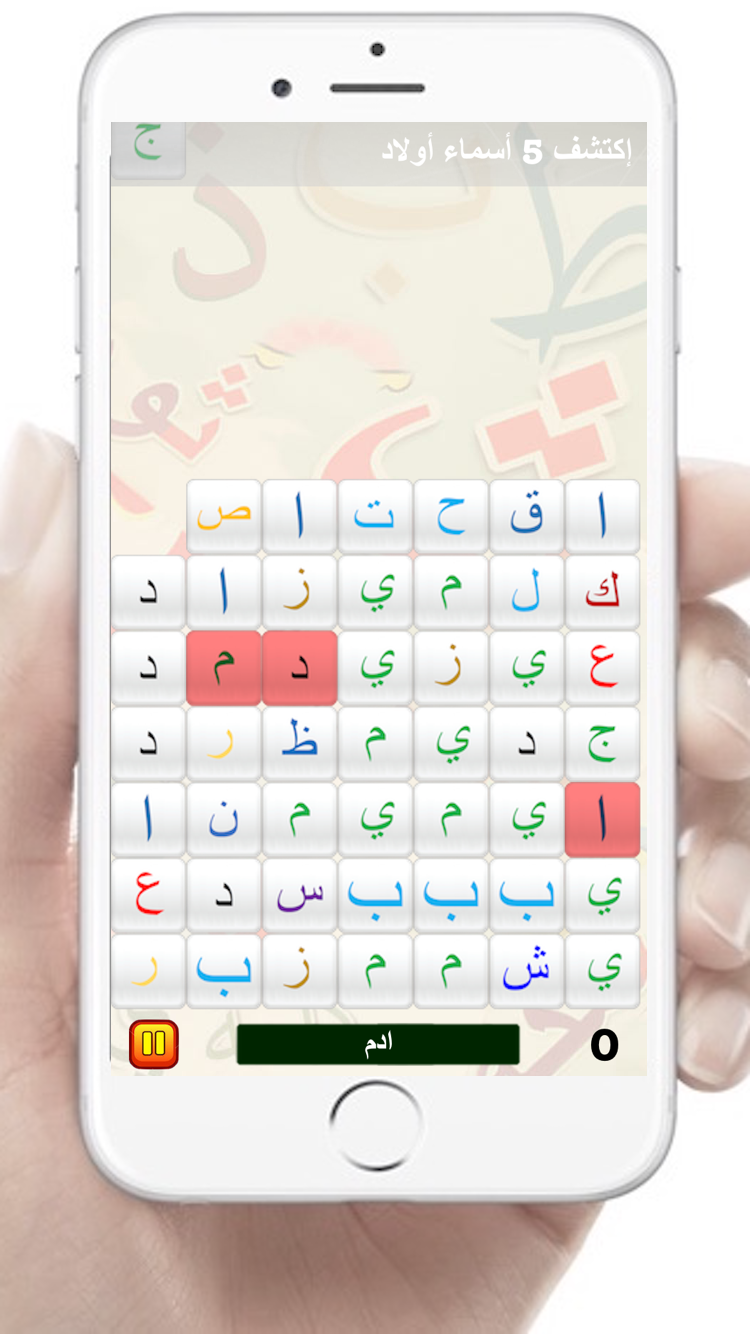 إكتشف 5 أسماء أولاد
ج
ا ق ح ت ا ص
ك ل م ي ز ا د
ع ي ز ي د م د
ج د ي م ظ ر د
ا ي م ي م ن ا
ي ب ب ب س د ع
ي ش م م ز ب ر
0
ادم